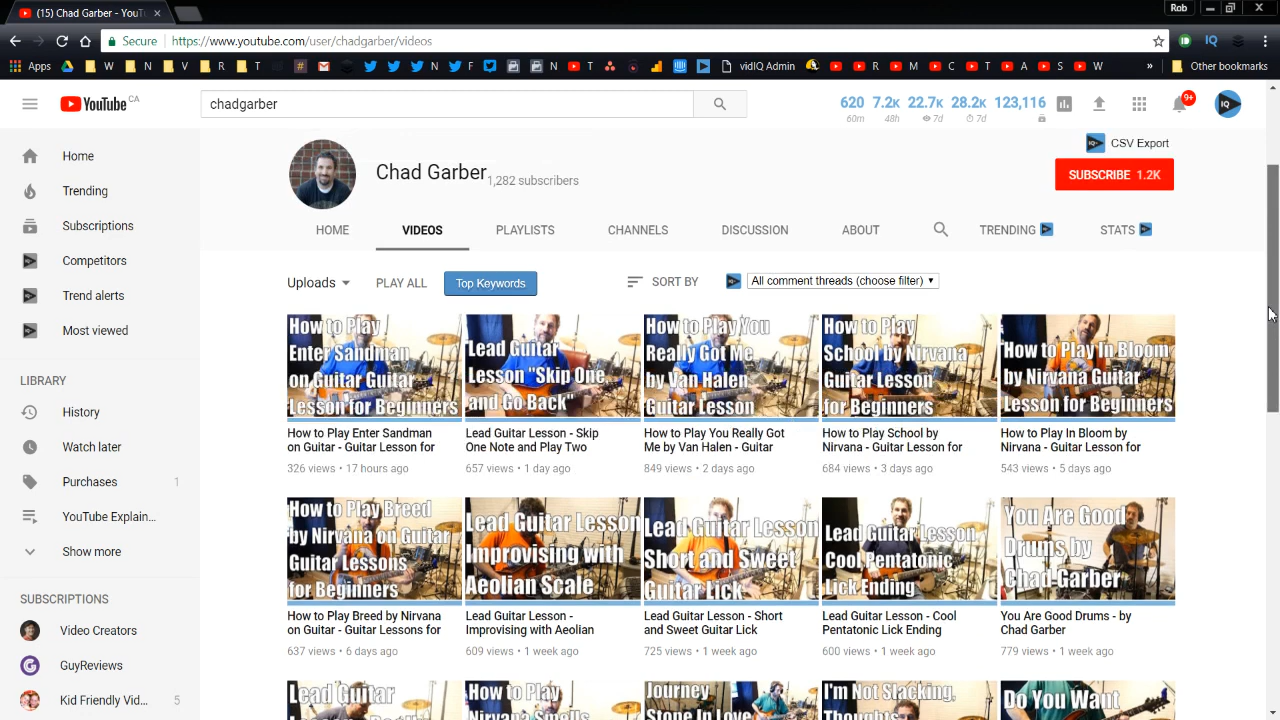 (15) Chad Garber - YouT
Rob
Secure
https://www.youtube.com/user/chadgarber/videos
Apps W N V R T N F N T vidIQ Admin R M C T A S W » Other bookmarks
YouTube CA
chadgarber
620 7.2K 22.7K 28.2K 123,116
60m 48h 7d 7d
9+
IQ
CSV Export
Chad Garber
1,282 subscribers
SUBSCRIBE 1.2K
HOME VIDEOS PLAYLISTS CHANNELS DISCUSSION ABOUT TRENDING STATS
Home
Trending
Subscriptions
Competitors
Trend alerts
Most viewed
LIBRARY
History
Watch later
Purchases 1
YouTube Explain...
Show more
SUBSCRIPTIONS
Video Creators
GuyReviews
Kid Friendly Vid... 5
Uploads PLAY ALL Top Keywords SORT BY All comment threads (choose filter)
How to Play
Enter Sandman
on Guitar Guitar
Lesson for Beginners
How to Play Enter Sandman
on Guitar - Guitar Lesson for
326 views • 17 hours ago
Lead Guitar
Lesson "Skip One
and Go Back"
Lead Guitar Lesson - Skip
One Note and Play Two
657 views • 1 day ago
How to Play You
Really Got Me
by Van Halen
Guitar Lesson
How to Play You Really Got
Me by Van Halen - Guitar
849 views • 2 days ago
How to Play
School by Nirvana
Guitar Lesson
for Beginners
How to Play School by
Nirvana - Guitar Lesson for
684 views • 3 days ago
How to Play In Bloom
by Nirvana Guitar
Lesson for Beginners
How to Play In Bloom by
Nirvana - Guitar Lesson for
543 views • 5 days ago
How to Play Breed
by Nirvana on Guitar
Guitar Lessons
for Beginners
How to Play Breed by Nirvana
on Guitar - Guitar Lessons for
637 views • 6 days ago
Lead Guitar Lesson
Improvising with
Aeolian Scale
Lead Guitar Lesson -
Improvising with Aeolian
609 views • 1 week ago
Lead Guitar Lesson
Short and Sweet
Guitar Lick
Lead Guitar Lesson - Short
and Sweet Guitar Lick
725 views • 1 week ago
Lead Guitar Lesson
Cool Pentatonic
Lick Ending
Lead Guitar Lesson - Cool
Pentatonic Lick Ending
600 views • 1 week ago
You Are Good
Drums by
Chad Garber
You Are Good Drums - by
Chad Garber
779 views • 1 week ago
Lead Guitar
How to Play
Nirvana Smells
Journey
Stone In Love
I'm Not Slacking,
Thoughts
Do You Want